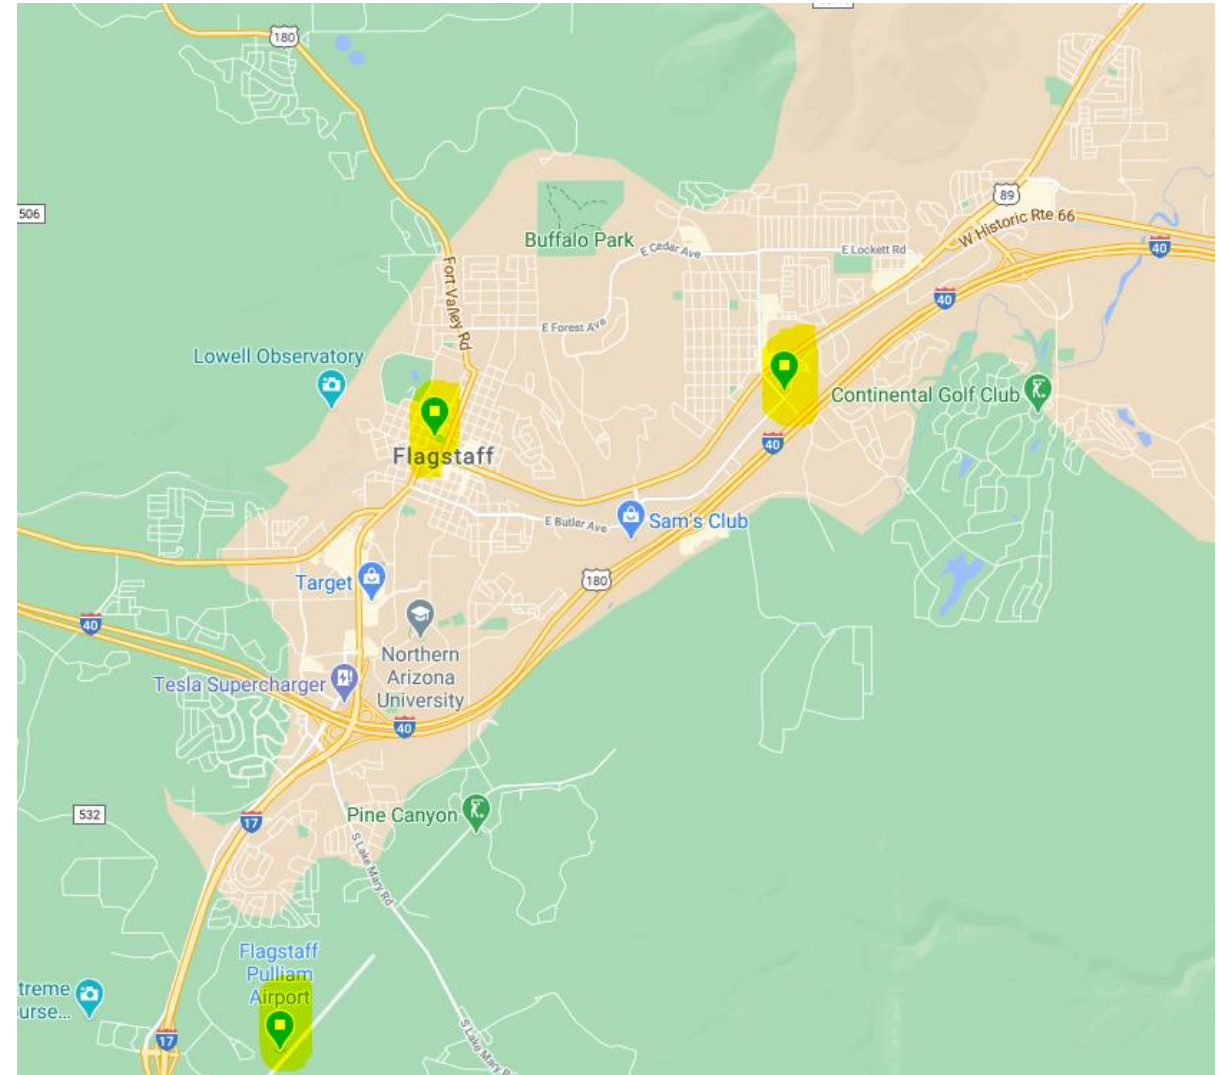 180
506
89
W Historic Rte 66
40
Buffalo Park
E Cedar Ave
E Lockett Rd
Fort Valley Rd
40
E Forest Ave
Lowell Observatory
Continental Golf Club
40
Flagstaff
E Butler Ave
Sam's Club
180
Target
40
Northern
Arizona
University
Tesla Supercharger
40
532
17
Pine Canyon
S Lake Mary Rd
Flagstaff
Pulliam
Airport
treme
urse...
17
S Lake Mary R